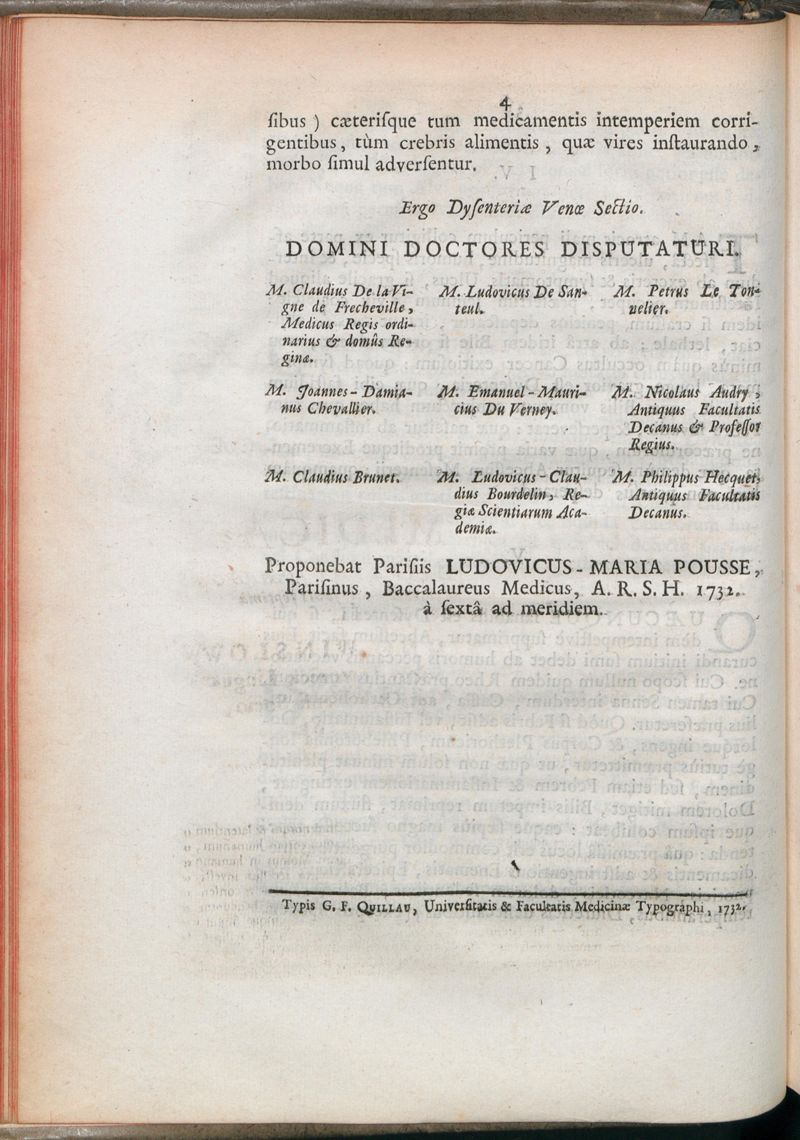 4
ſibus ) cæteriſque tum medicamentis intemperiem corri-
gentibus, tùm crebris alimentis, quæ vires inſtaurando,
morbo ſimul adverſentur.
Ergo Dyſenteriæ Venæ Sectio.
DOMINI DOCTORES DISPUTATURI.
M. Claudius De la Vi-
gne de Frecheville,
Medicus Regis ordi-
narius & domûs Re-
ginæ.
M. Ludovicus De San-
teul.
M. Petrus Le Ton-
nelier.
M. Joannes-Damia-
nus Chevallier.
M. Emanuel-Mauri-
cius Du Verney.
M. Nicolaus Andry,
Antiquus Facultatis
Decanus & Profeſſor
Regius.
M. Claudius Brunet.
M. Ludovicus-Clau-
dius Bourdelin, Re-
giæ Scientiarum Aca-
demiæ.
M. Philippus Hecquet,
Antiquus Facultatis
Decanus.
Proponebat Pariſiis LUDOVICUS-MARIA POUSSE,
Pariſinus, Baccalaureus Medicus, A. R. S. H. 1732.
à ſextâ ad meridiem.
Typis G. F. QUILLAU, Univerſitatis & Facultatis Medicinæ Typographi, 1732.